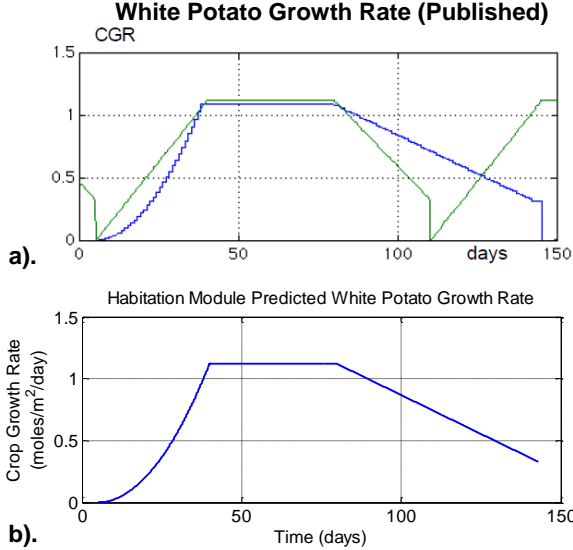 White Potato Growth Rate (Published)
CGR
1.5
1
0.5
0
0 50 100 150
days
a).
Habitation Module Predicted White Potato Growth Rate
1.5
1
0.5
0
Crop Growth Rate
(moles/m²/day)
0 50 100 150
Time (days)
b).